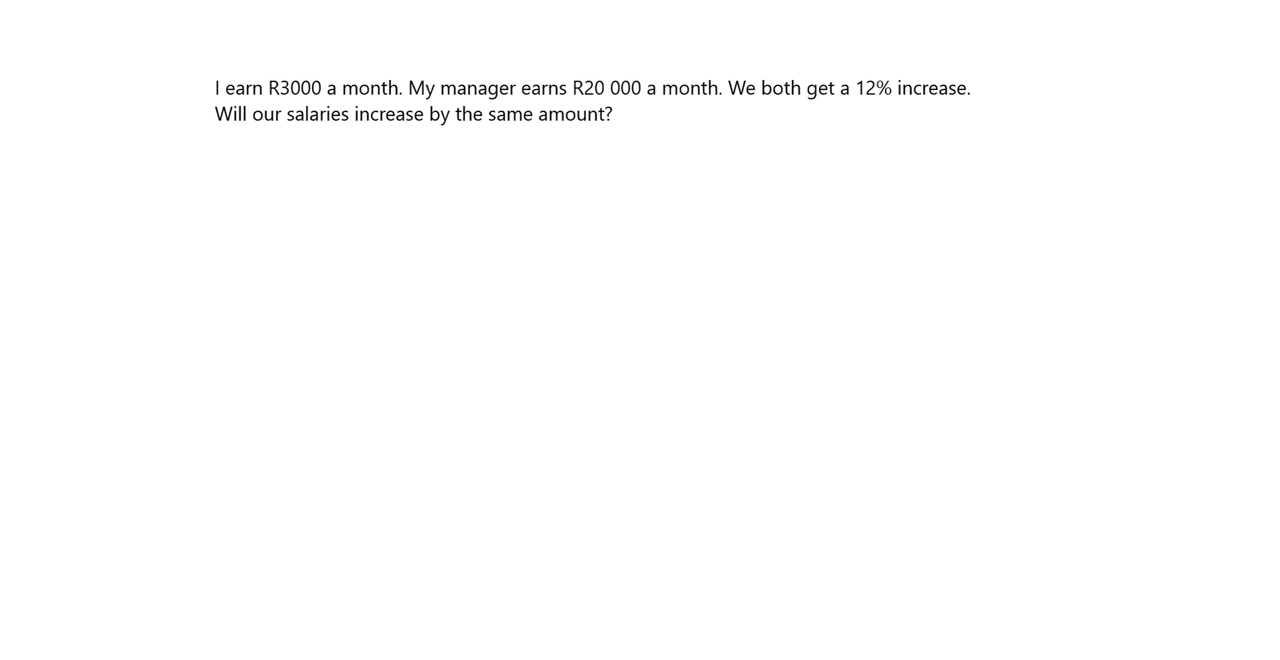 I earn R3000 a month. My manager earns R20 000 a month. We both get a 12% increase.
Will our salaries increase by the same amount?